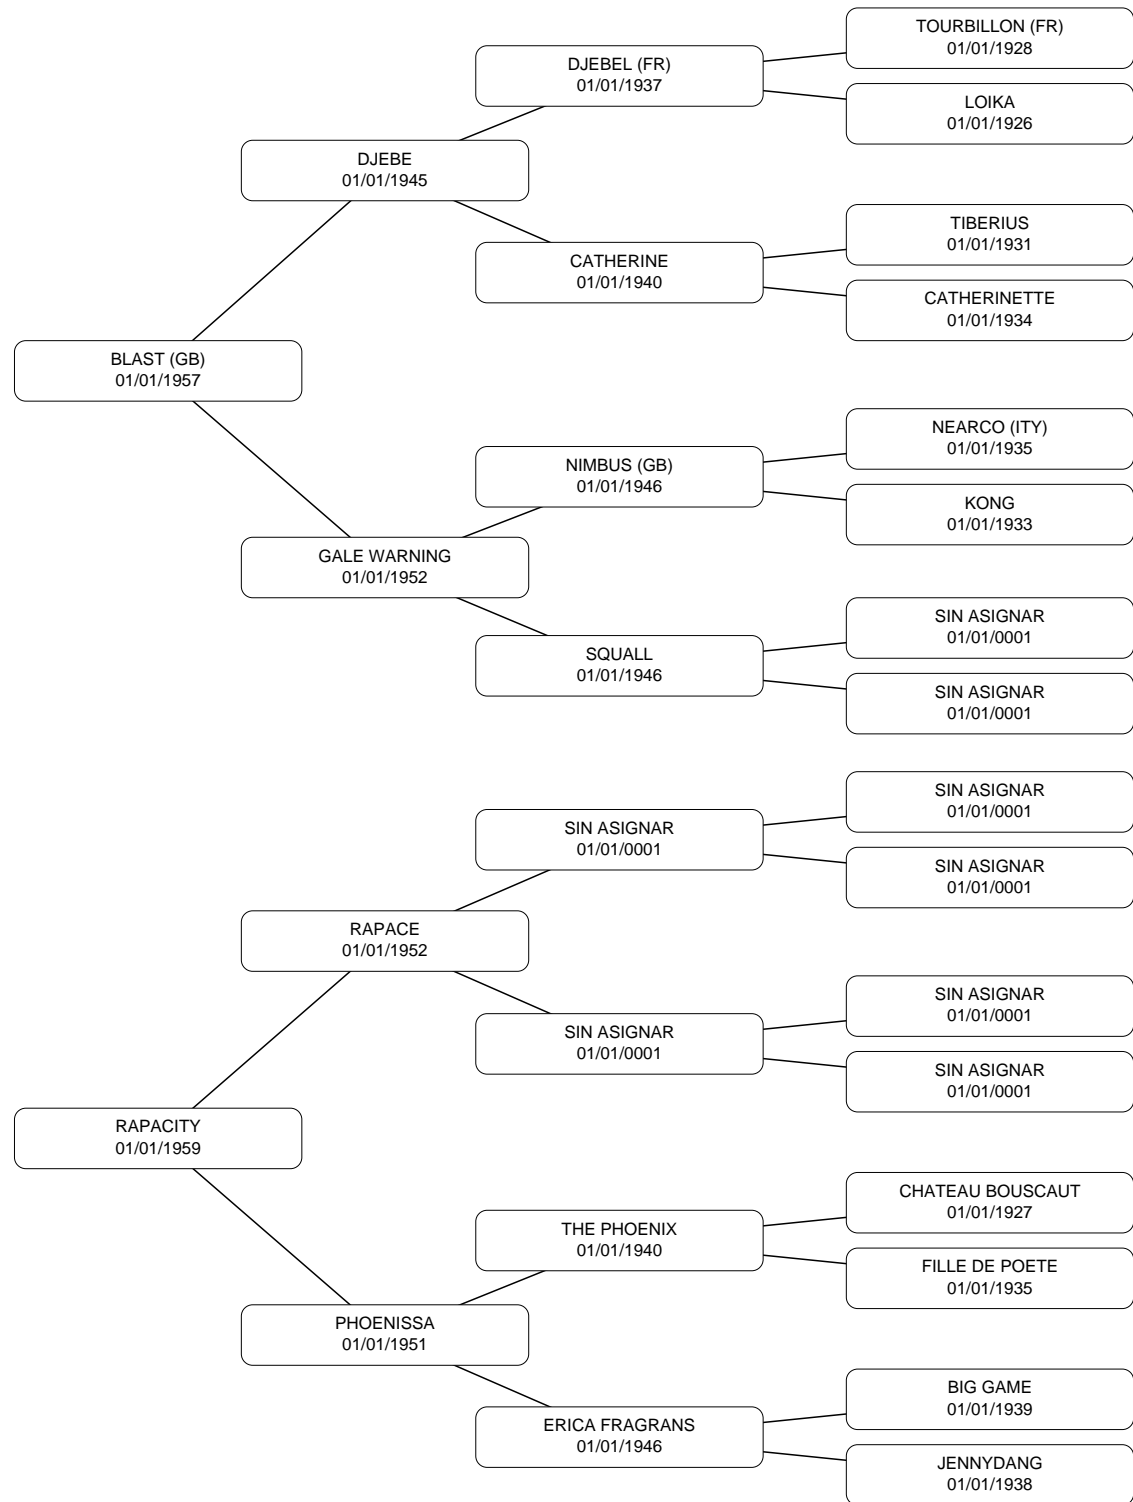 TOURBILLON (FR)
01/01/1928
DJEBEL (FR)
01/01/1937
LOIKA
01/01/1926
DJEBE
01/01/1945
TIBERIUS
01/01/1931
CATHERINE
01/01/1940
CATHERINETTE
01/01/1934
BLAST (GB)
01/01/1957
NEARCO (ITY)
01/01/1935
NIMBUS (GB)
01/01/1946
KONG
01/01/1933
GALE WARNING
01/01/1952
SIN ASIGNAR
01/01/0001
SQUALL
01/01/1946
SIN ASIGNAR
01/01/0001
SIN ASIGNAR
01/01/0001
SIN ASIGNAR
01/01/0001
SIN ASIGNAR
01/01/0001
RAPACE
01/01/1952
SIN ASIGNAR
01/01/0001
SIN ASIGNAR
01/01/0001
SIN ASIGNAR
01/01/0001
RAPACITY
01/01/1959
CHATEAU BOUSCAUT
01/01/1927
THE PHOENIX
01/01/1940
FILLE DE POETE
01/01/1935
PHOENISSA
01/01/1951
BIG GAME
01/01/1939
ERICA FRAGRANS
01/01/1946
JENNYDANG
01/01/1938